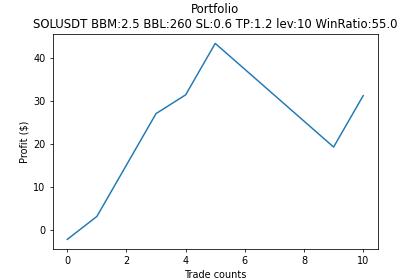 Portfolio
SOLUSDT BBM:2.5 BBL:260 SL:0.6 TP:1.2 lev:10 WinRatio:55.0
40
30
20
10
0
Profit ($)
0 2 4 6 8 10
Trade counts